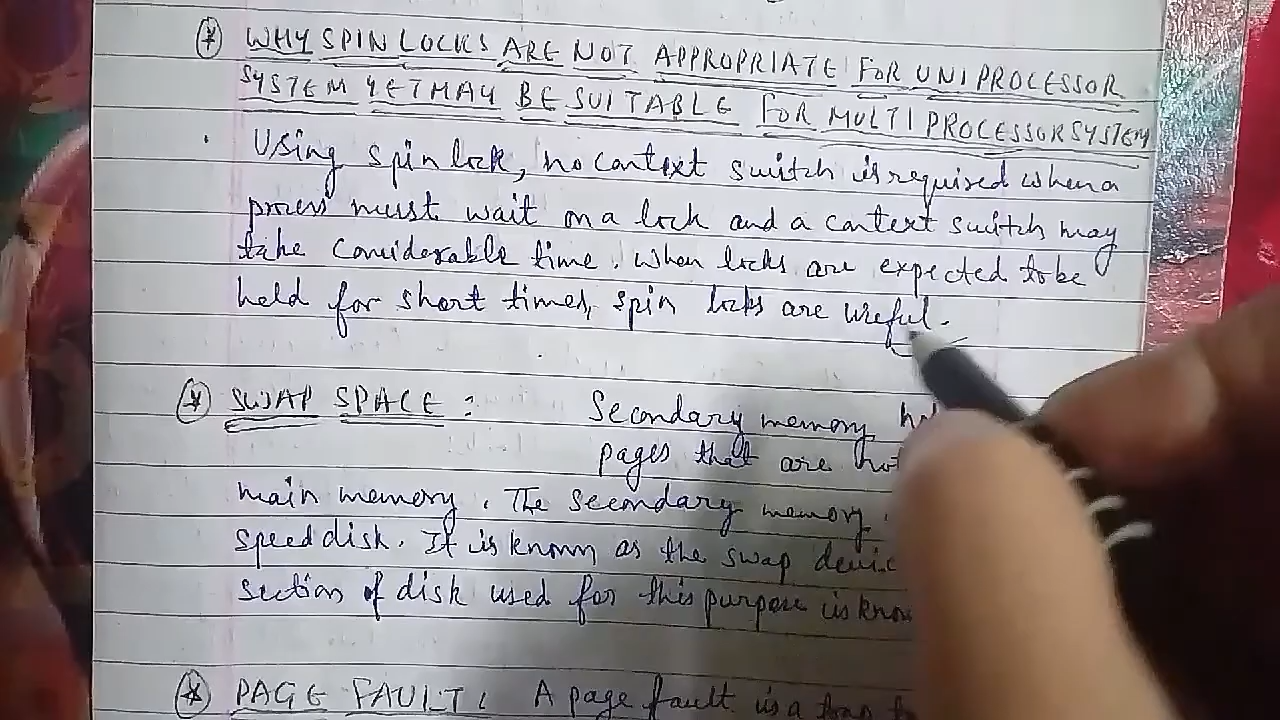 * WHY SPIN LOCKS ARE NOT APPROPRIATE FOR UNIPROCESSOR
SYSTEM YET MAY BE SUITABLE FOR MULTIPROCESSOR SYSTEM
. Using spinlock, no context switch is required when a
process must wait on a lock and a context switch may
take considerable time. When locks are expected to be
held for short times, spin locks are useful.
* SWAP SPACE : Secondary memory
pages that are not
main memory. The secondary memory
speed disk. It is known as the swap
section of disk used for this purpose is
* PAGE FAULT : A page fault is a trap